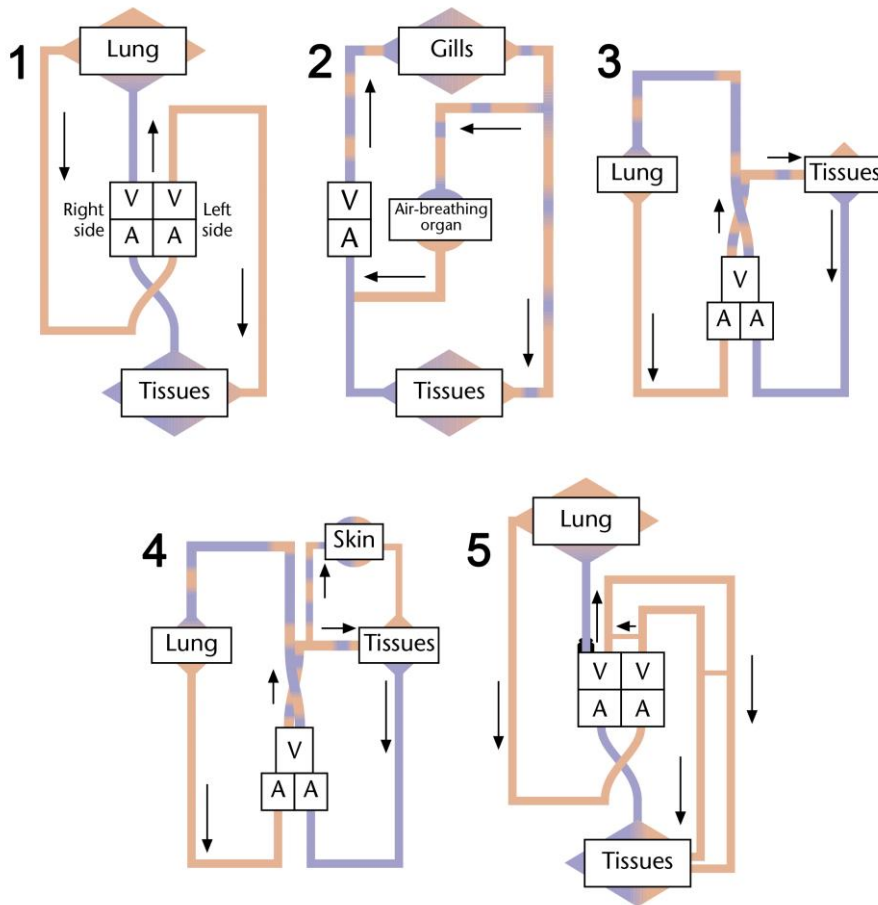 1
Lung
V V
Right side
Left side
A A
Tissues
2
Gills
V
A
Air-breathing
organ
Tissues
3
Lung
Tissues
V
A A
4
Skin
Lung
Tissues
V
A A
5
Lung
V V
A A
Tissues